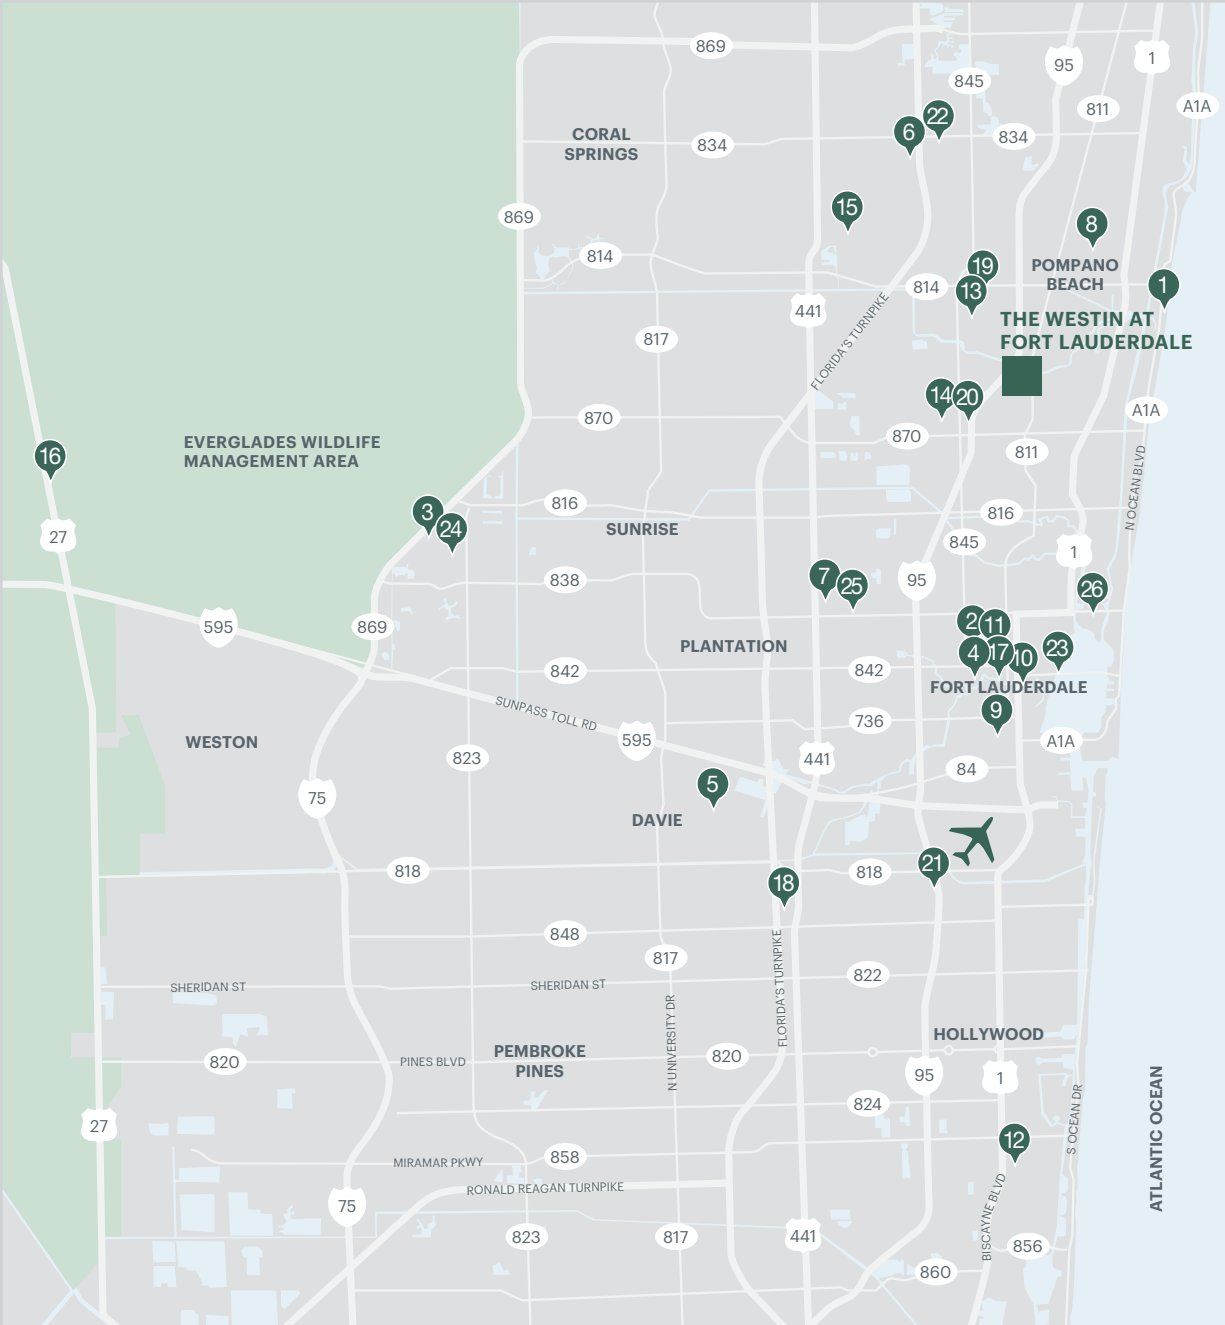 869
95
1
845
811
A1A
22
6
CORAL
SPRINGS
834
834
15
869
8
814
19
POMPANO
BEACH
814
13
1
441
FLORIDA'S TURNPIKE
THE WESTIN AT
FORT LAUDERDALE
817
14
20
A1A
870
870
811
EVERGLADES WILDLIFE
MANAGEMENT AREA
16
N OCEAN BLVD
3
816
816
24
SUNRISE
27
845
1
838
7
25
95
26
595
869
2
11
PLANTATION
4
17
10
23
842
842
FORT LAUDERDALE
9
SUNPASS TOLL RD
736
WESTON
595
A1A
823
441
84
5
75
DAVIE
818
818
21
18
848
FLORIDA'S TURNPIKE
817
822
SHERIDAN ST
SHERIDAN ST
N UNIVERSITY DR
HOLLYWOOD
820
PINES BLVD
PEMBROKE
PINES
820
95
1
824
S OCEAN DR
ATLANTIC OCEAN
27
12
MIRAMAR PKWY
858
RONALD REAGAN TURNPIKE
75
BISCAYNE BLVD
823
817
441
856
860